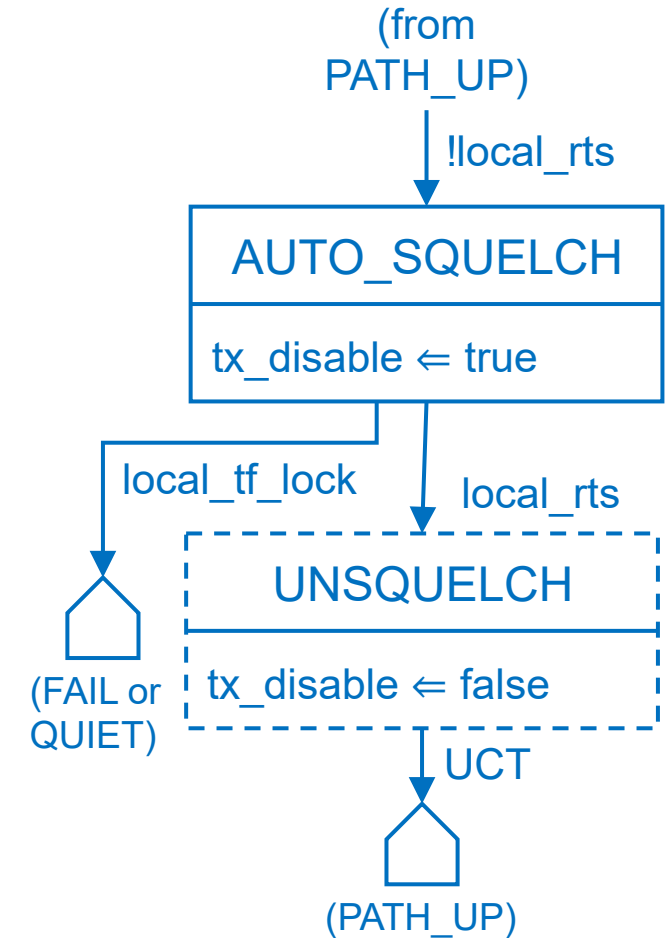 (from
PATH_UP)
!local_rts
AUTO_SQUELCH
tx_disable ⇐ true
local_tf_lock
local_rts
UNSQUELCH
tx_disable ⇐ false
(FAIL or
QUIET)
UCT
(PATH_UP)